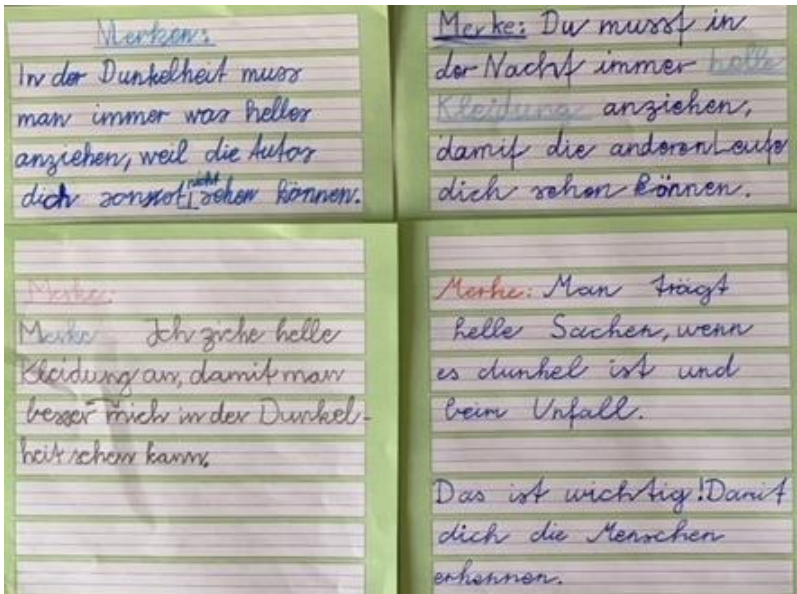 Merken:
In der Dunkelheit muss
man immer was helles
anziehen, weil die Autos
dich sonst nicht sehen können.
Merke: Du musst in
der Nacht immer helle
Kleidung anziehen,
damit die anderen Leute
dich sehen können.
Merke:
Merke Ich ziehe helle
Kleidung an, damit man
besser mich in der Dunkel-
heit sehen kann.
Merke: Man trägt
helle Sachen, wenn
es dunkel ist und
beim Unfall.
Das ist wichtig! Damit
dich die Menschen
erkennen.